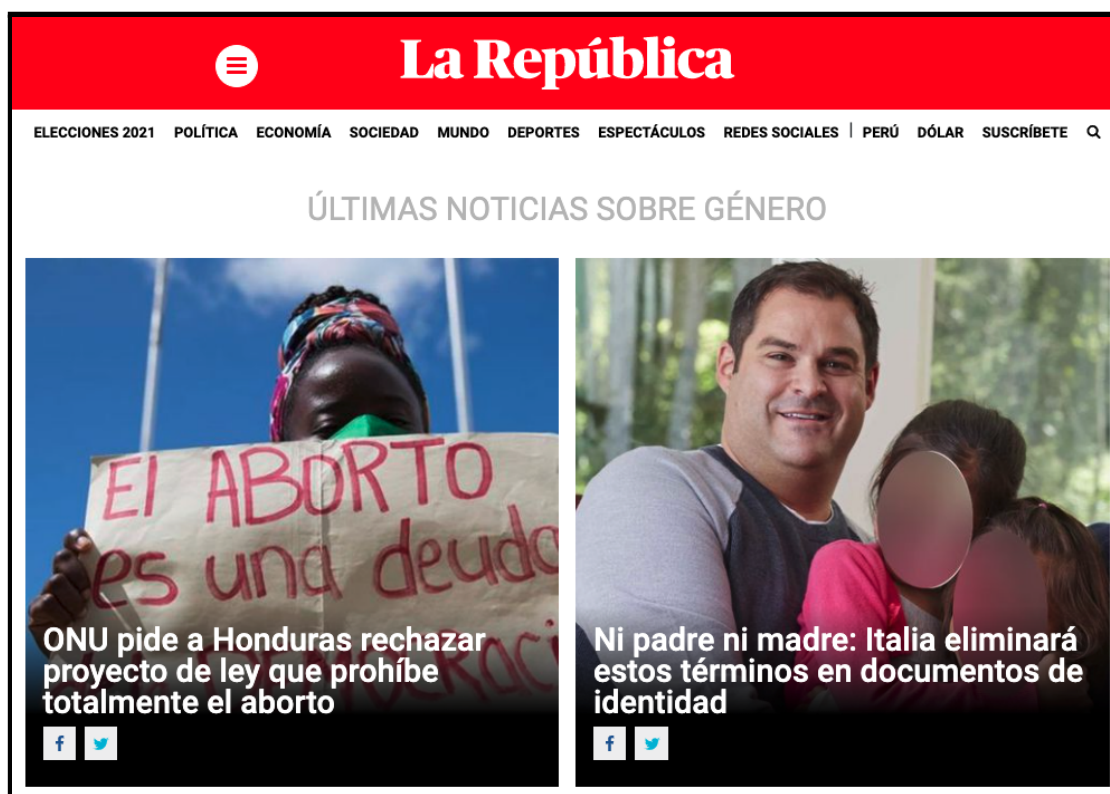 La República
ELECCIONES 2021 POLÍTICA ECONOMÍA SOCIEDAD MUNDO DEPORTES ESPECTÁCULOS REDES SOCIALES | PERÚ DÓLAR SUSCRÍBETE
ÚLTIMAS NOTICIAS SOBRE GÉNERO
El ABORTO
es una deuda
ONU pide a Honduras rechazar
proyecto de ley que prohíbe
totalmente el aborto
Ni padre ni madre: Italia eliminará
estos términos en documentos de
identidad